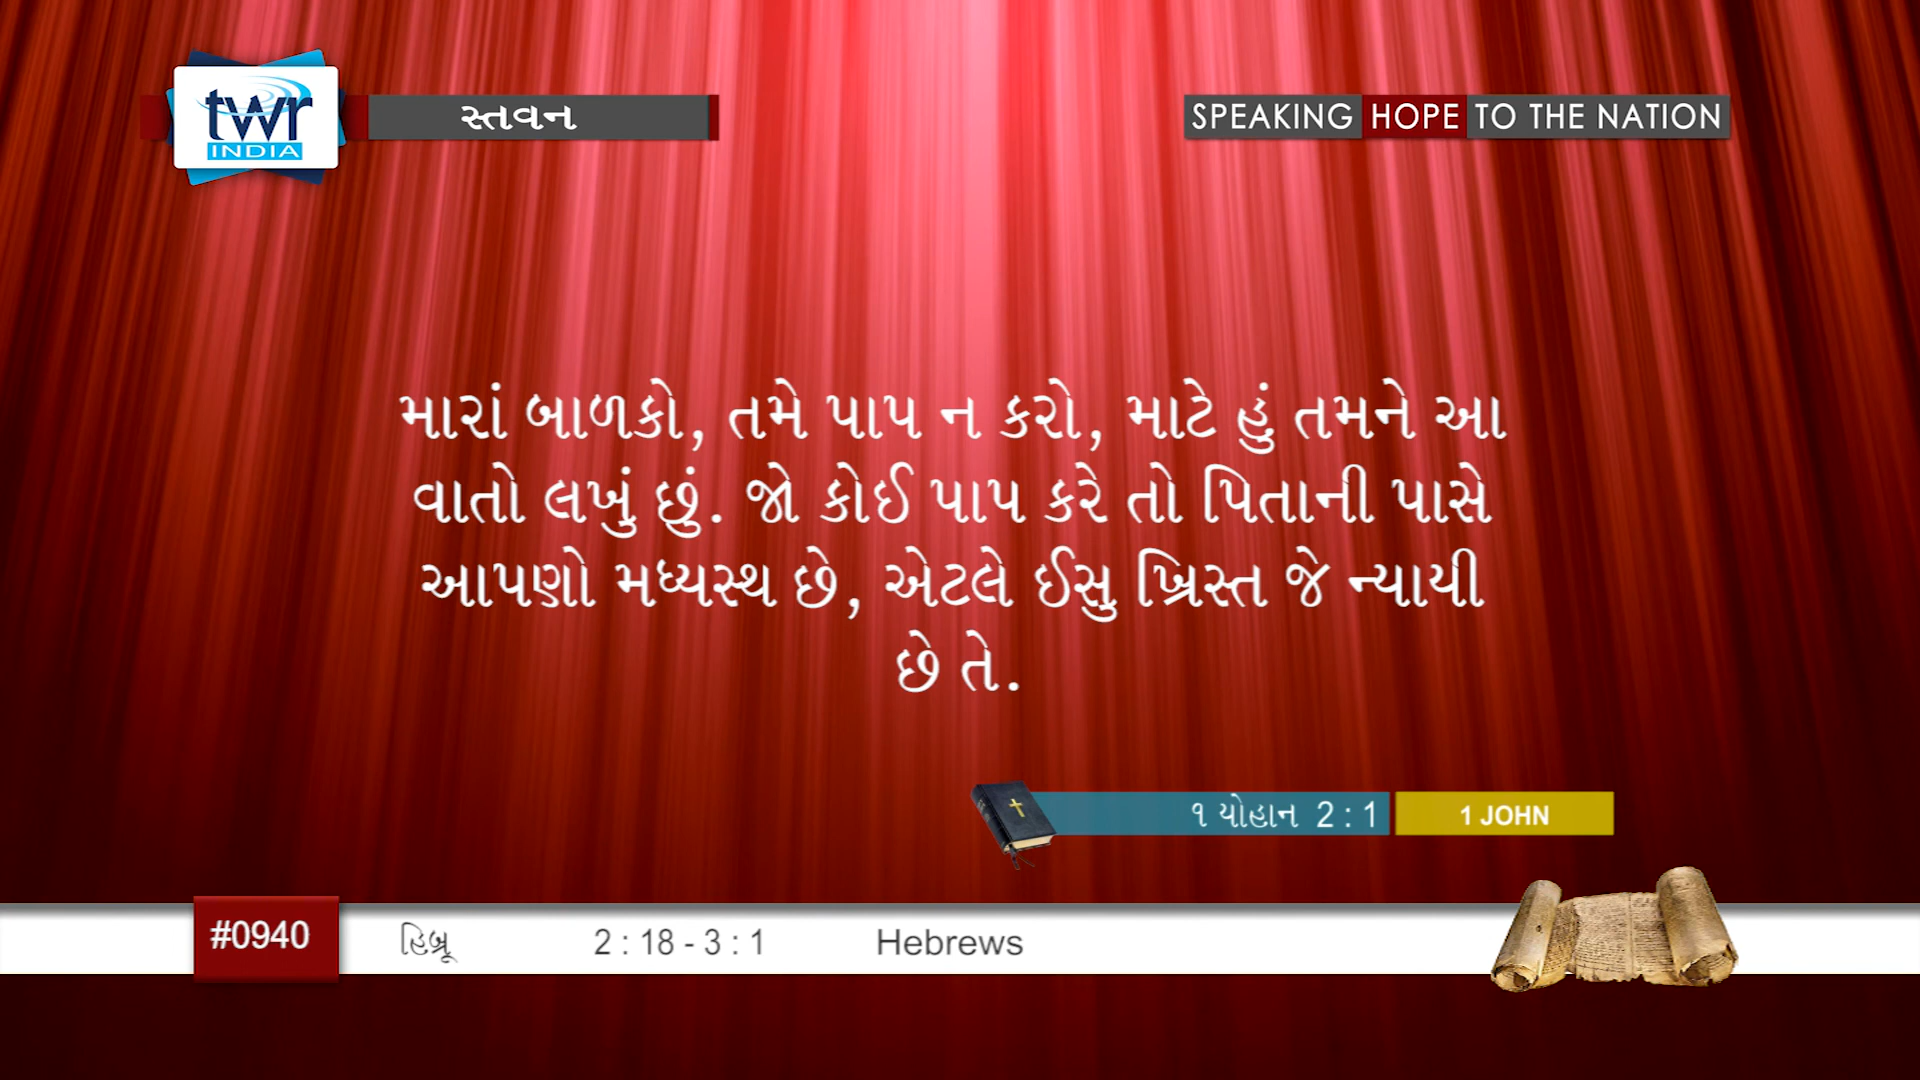 twr
INDIA
સ્તવન
SPEAKING HOPE TO THE NATION
મારાં બાળકો, તમે પાપ ન કરો, માટે હું તમને આ
વાતો લખું છું. જો કોઈ પાપ કરે તો પિતાની પાસે
આપણો મધ્યસ્થ છે, એટલે ઈસુ ખ્રિસ્ત જે ન્યાયી
છે તે.
૧ યોહાન 2 : 1
1 JOHN
#0940
હિબ્રૂ 2 : 18 - 3 : 1 Hebrews